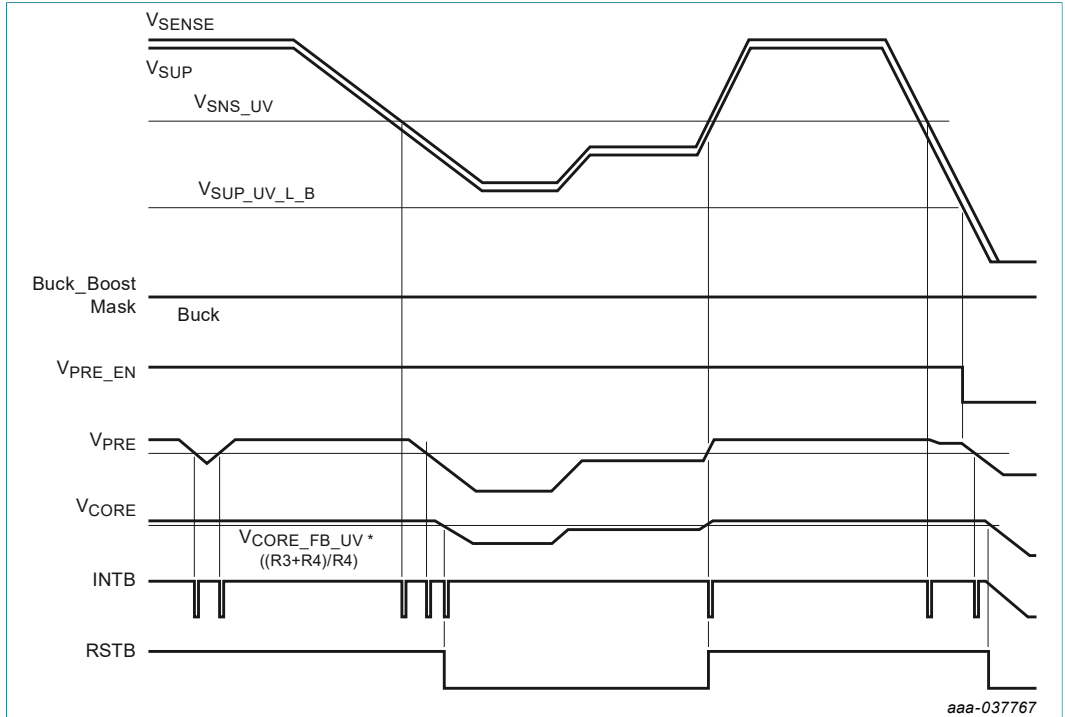 VSENSE
VSUP
VSNS_UV
VSUP_UV_L_B
Buck_Boost
Mask
Buck
VPRE_EN
VPRE
VCORE
VCORE_FB_UV *
((R3+R4)/R4)
INTB
RSTB
aaa-037767